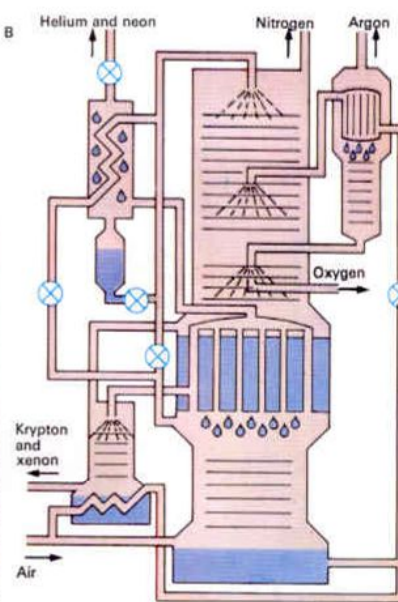 B
Helium and neon
Nitrogen
Argon
Oxygen
Krypton
and
xenon
Air